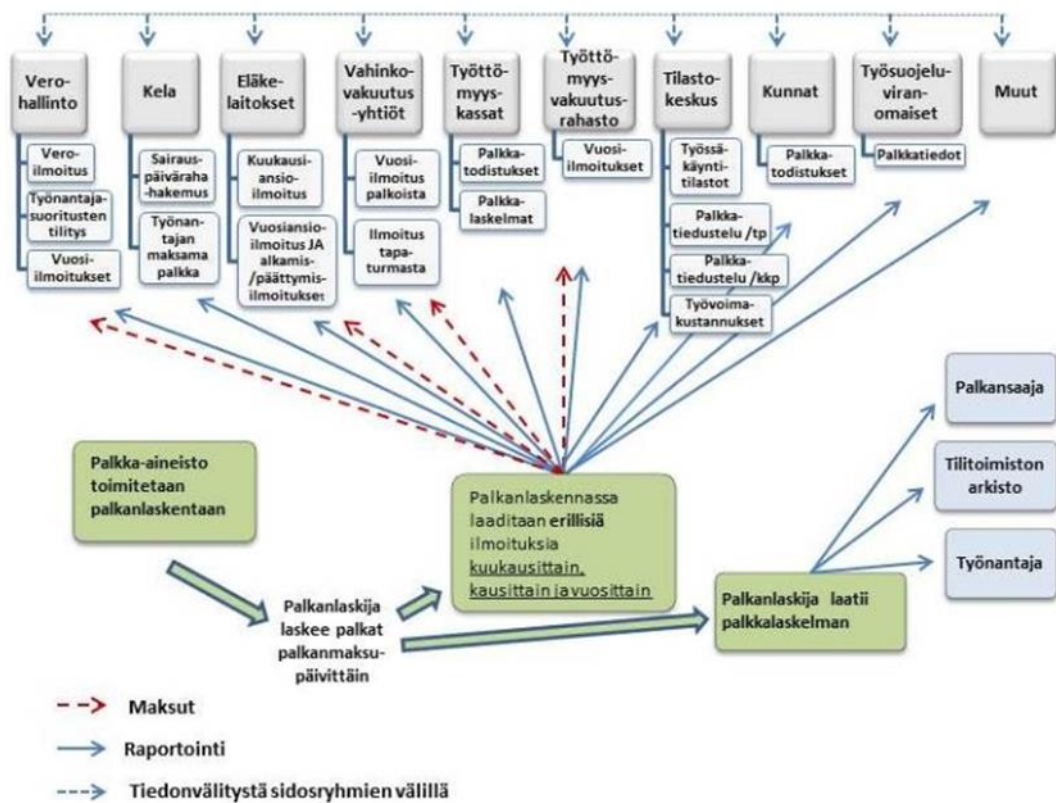 Vero-
hallinto
Kela
Eläke-
laitokset
Vahinko-
vakuutus
-yhtiöt
Työttö-
myys-
kassat
Työttö-
myys-
vakuutus-
rahasto
Tilasto-
keskus
Kunnat
Työsuojelu-
viran-
omaiset
Muut
Vero-
ilmoitus
Työnantaja-
suoritusten
tilitys
Vuosi-
ilmoitukset
Sairaus-
päiväraha
-hakemus
Työnan-
tajan
maksama
palkka
Kuukausi-
ansio-
ilmoitus
Vuosiansio-
ilmoitus JA
alkamis-
/päättymis-
ilmoitukset
Vuosi-
ilmoitus
palkoista
Ilmoitus
tapa-
turmasta
Palkka-
todistukset
Palkka-
laskelmat
Vuosi-
ilmoitukset
Työssä-
käynti-
tilastot
Palkka-
tiedustelu /tp
Palkka-
tiedustelu /kkp
Työvoima-
kustannukset
Palkka-
todistukset
Palkkatiedot
Palkka-aineisto
toimitetaan
palkanlaskentaan
Palkanlaskija
laskee palkat
palkanmaksu-
päivittäin
Palkanlaskennassa
laaditaan erillisiä
ilmoituksia
kuukausittain,
kausittain ja vuosittain
Palkanlaskija laatii
palkkalaskelman
Palkansaaja
Tilitoimiston
arkisto
Työnantaja
Maksut
Raportointi
Tiedonvälitystä sidosryhmien välillä